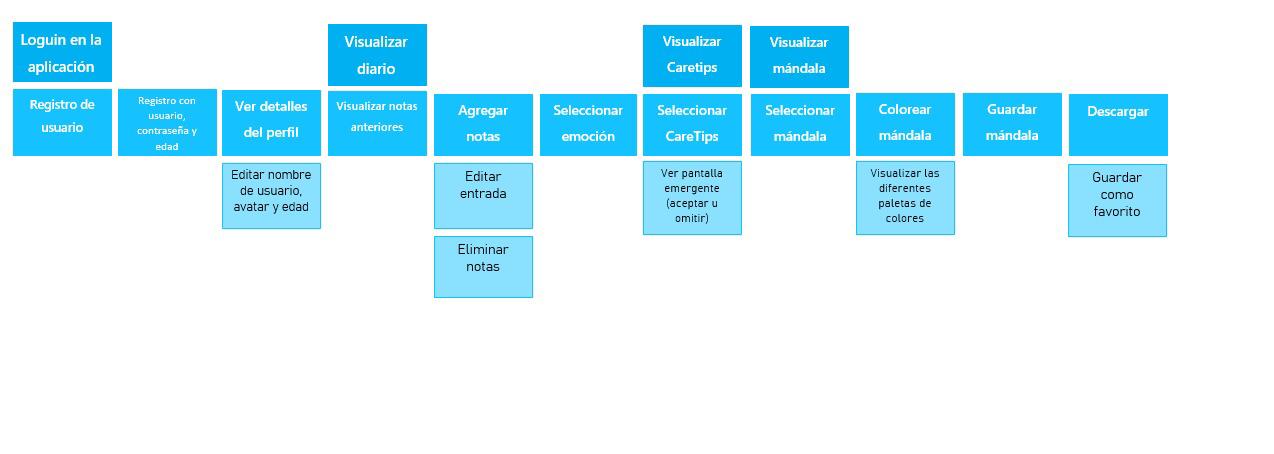 Loguin en la
aplicación
Visualizar
diario
Visualizar
Caretips
Visualizar
mándala
Registro de
usuario
Registro con
usuario,
contraseña y
edad
Ver detalles
del perfil
Visualizar notas
anteriores
Agregar
notas
Seleccionar
emoción
Seleccionar
CareTips
Seleccionar
mándala
Colorear
mándala
Guardar
mándala
Descargar
Editar nombre
de usuario,
avatar y edad
Editar
entrada
Ver pantalla
emergente
(aceptar u
omitir)
Visualizar las
diferentes
paletas de
colores
Guardar
como
favorito
Eliminar
notas